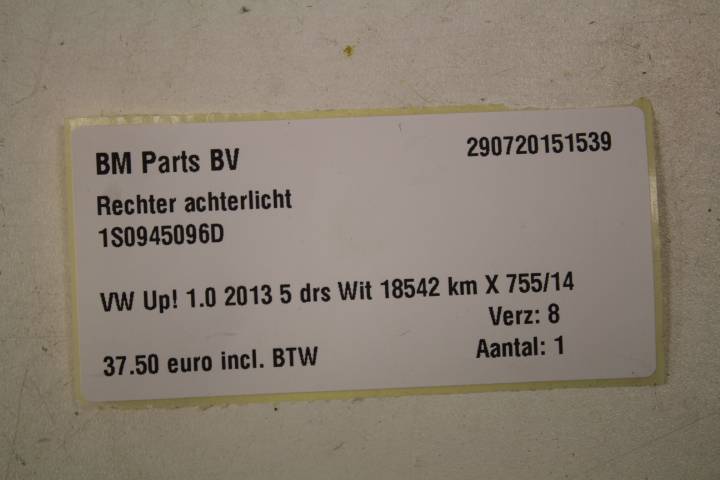 BM Parts BV 290720151539
Rechter achterlicht
1S0945096D
VW Up! 1.0 2013 5 drs Wit 18542 km X 755/14
Verz: 8
37.50 euro incl. BTW Aantal: 1